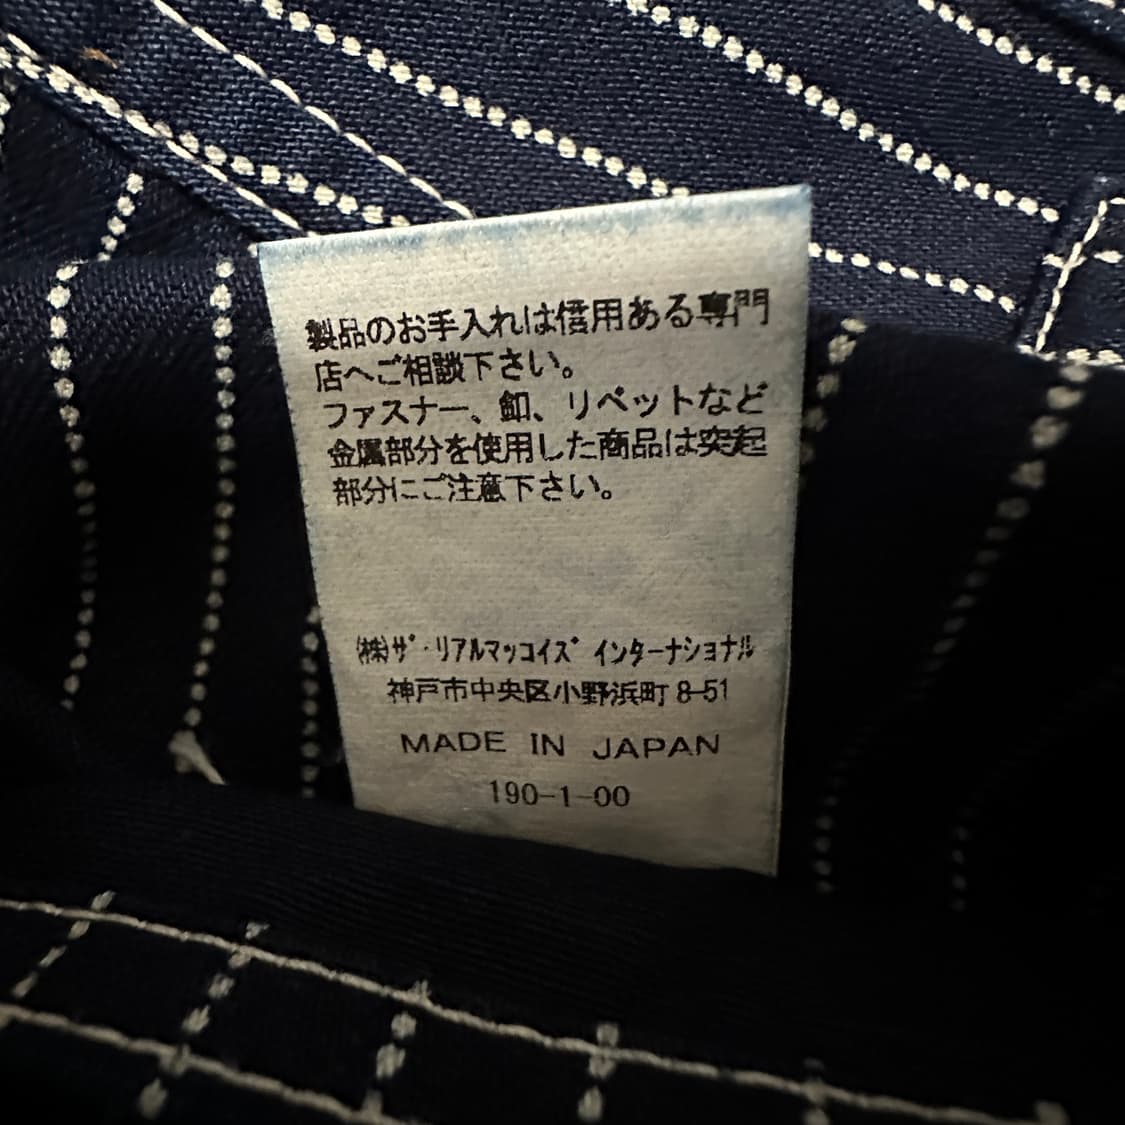 製品のお手入れは信用ある専門
店へご相談下さい。
ファスナー、釦、リベットなど
金属部分を使用した商品は突起
部分にご注意下さい。
㈱ｻﾞ･ﾘｱﾙﾏｯｺｲｽﾞ ｲﾝﾀｰﾅｼｮﾅﾙ
神戸市中央区小野浜町 8-51
MADE IN JAPAN
190-1-00